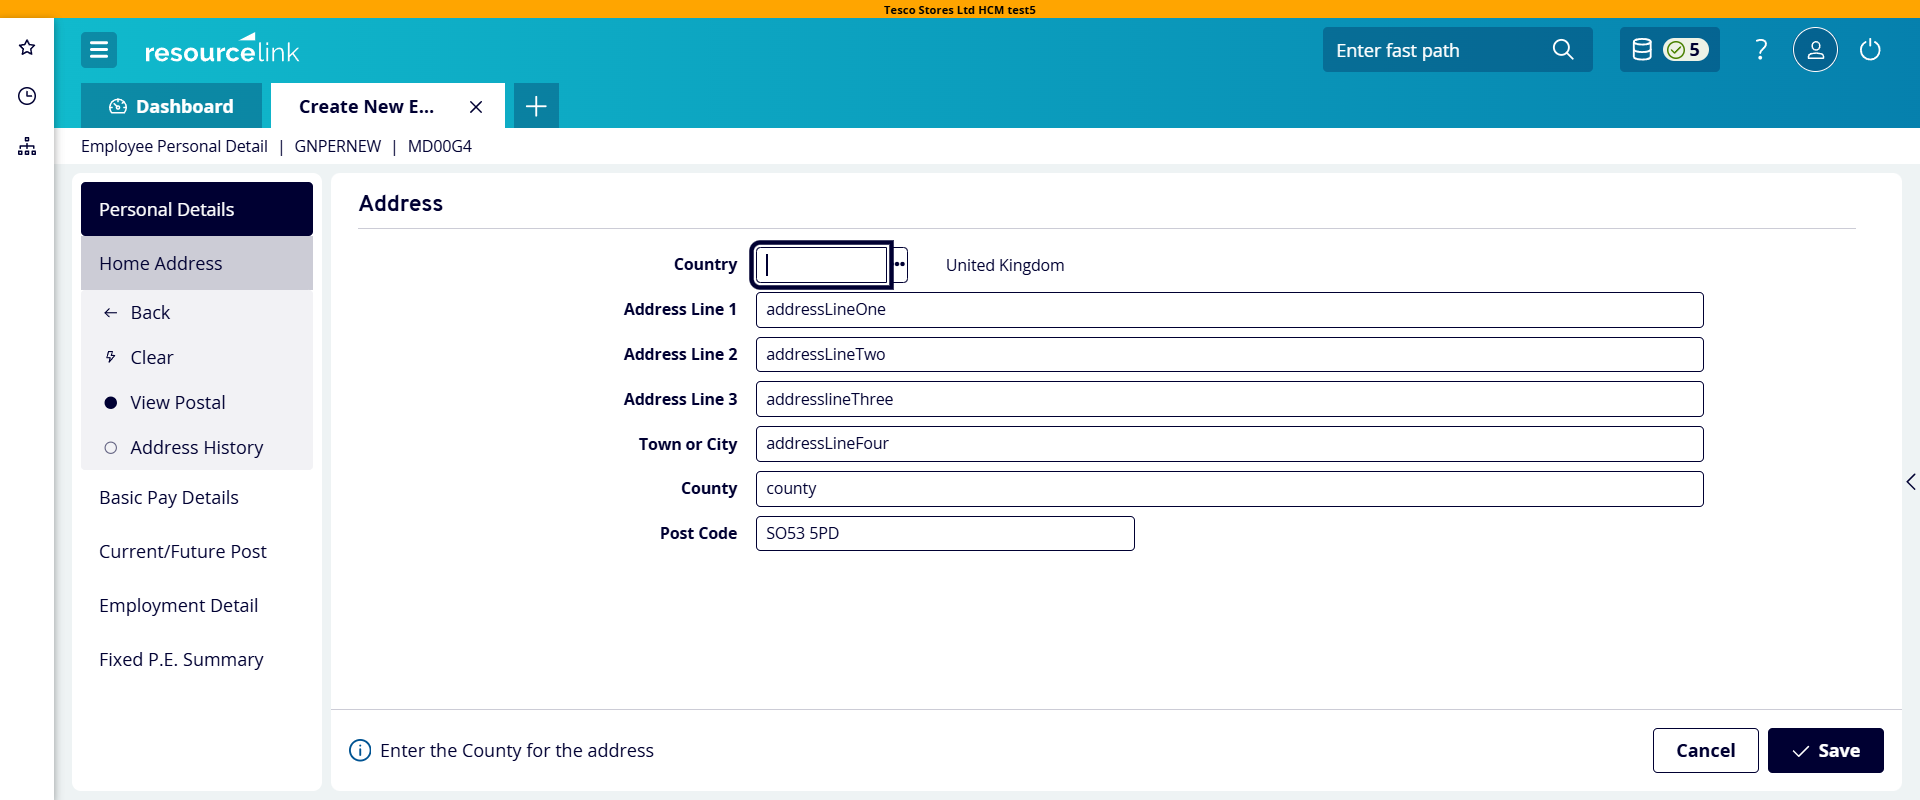 Tesco Stores Ltd HCM test5
resourcelink
Enter fast path
5
?
Dashboard
Create New E...
Employee Personal Detail | GNPERNEW | MD00G4
Personal Details
Home Address
Back
Clear
View Postal
Address History
Basic Pay Details
Current/Future Post
Employment Detail
Fixed P.E. Summary
Address
Country United Kingdom
Address Line 1 addressLineOne
Address Line 2 addressLineTwo
Address Line 3 addresslineThree
Town or City addressLineFour
County county
Post Code SO53 5PD
Enter the County for the address
Cancel
Save